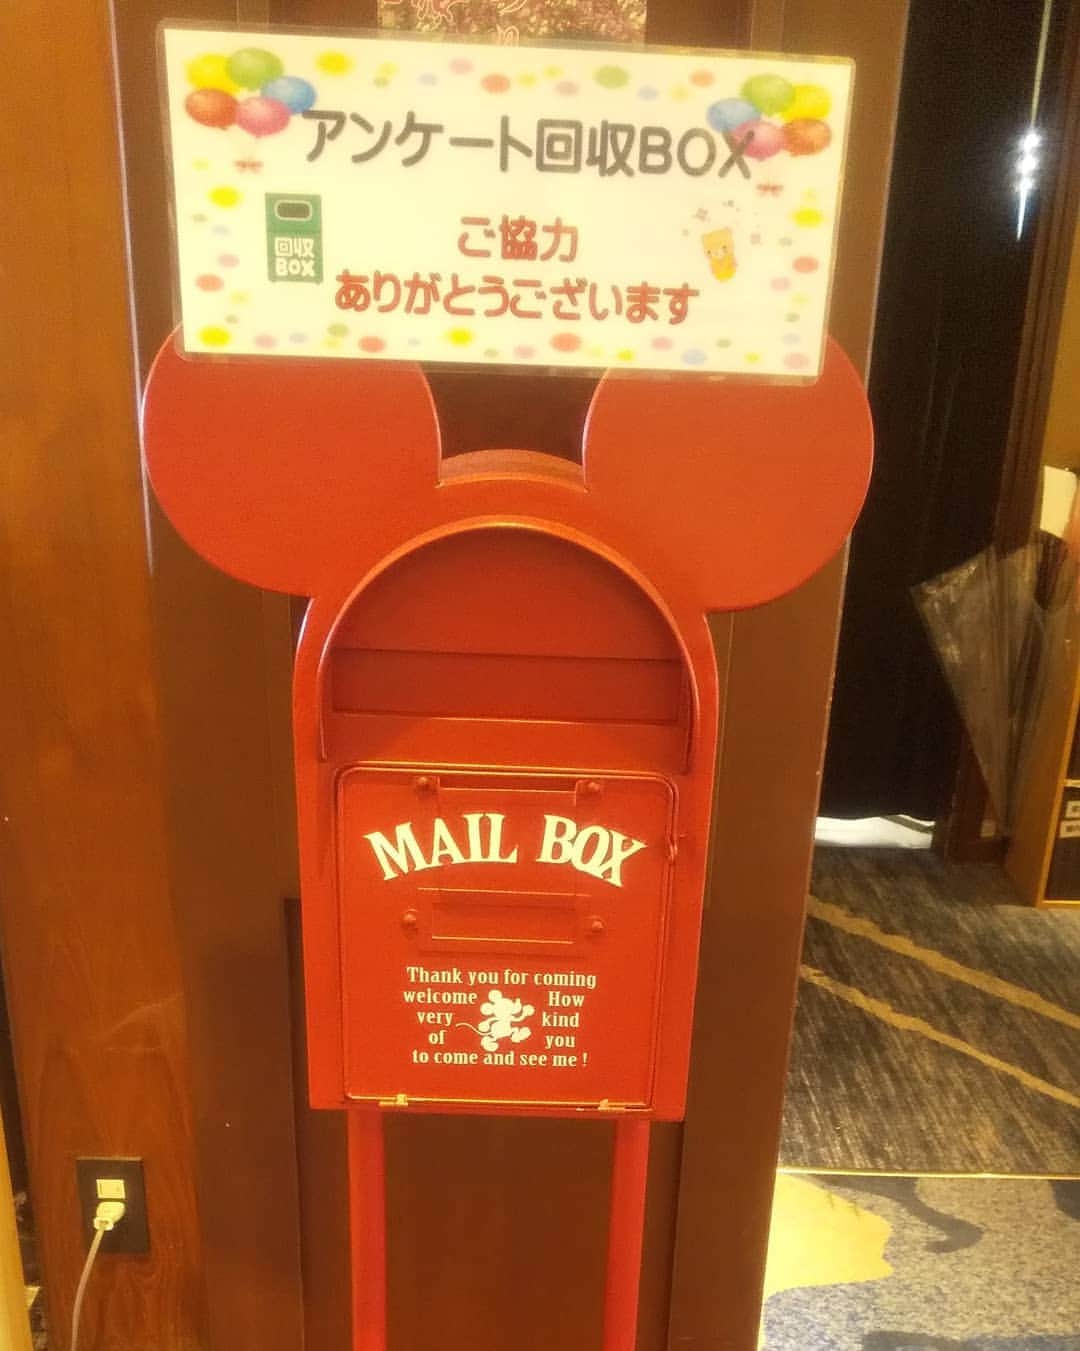 アンケート回収BOX
回収
BOX
ご協力
ありがとうございます
MAIL BOX
Thank you for coming
welcome How
very kind
of you
to come and see me !